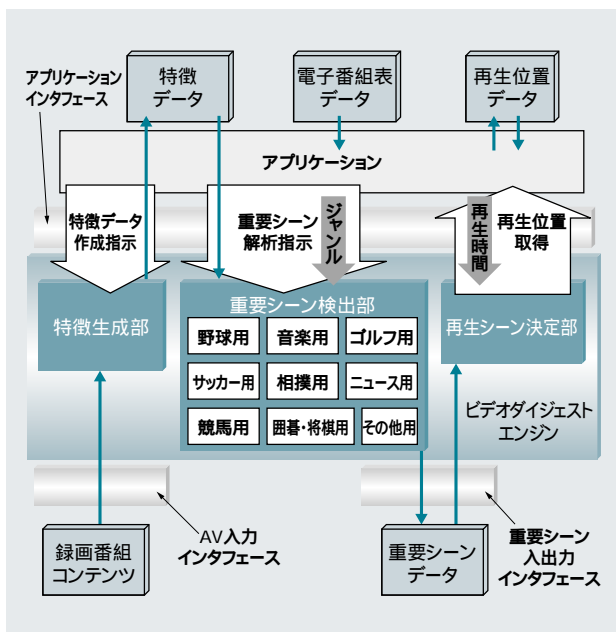 特徴
データ
電子番組表
データ
再生位置
データ
アプリケーション
インタフェース
アプリケーション
特徴データ
作成指示
重要シーン
解析指示
ジャンル
再生時間
再生位置
取得
特徴生成部
重要シーン検出部
野球用
音楽用
ゴルフ用
サッカー用
相撲用
ニュース用
競馬用
囲碁・将棋用
その他用
再生シーン決定部
ビデオダイジェスト
エンジン
AV入力
インタフェース
録画番組
コンテンツ
重要シーン
データ
重要シーン
入出力
インタフェース